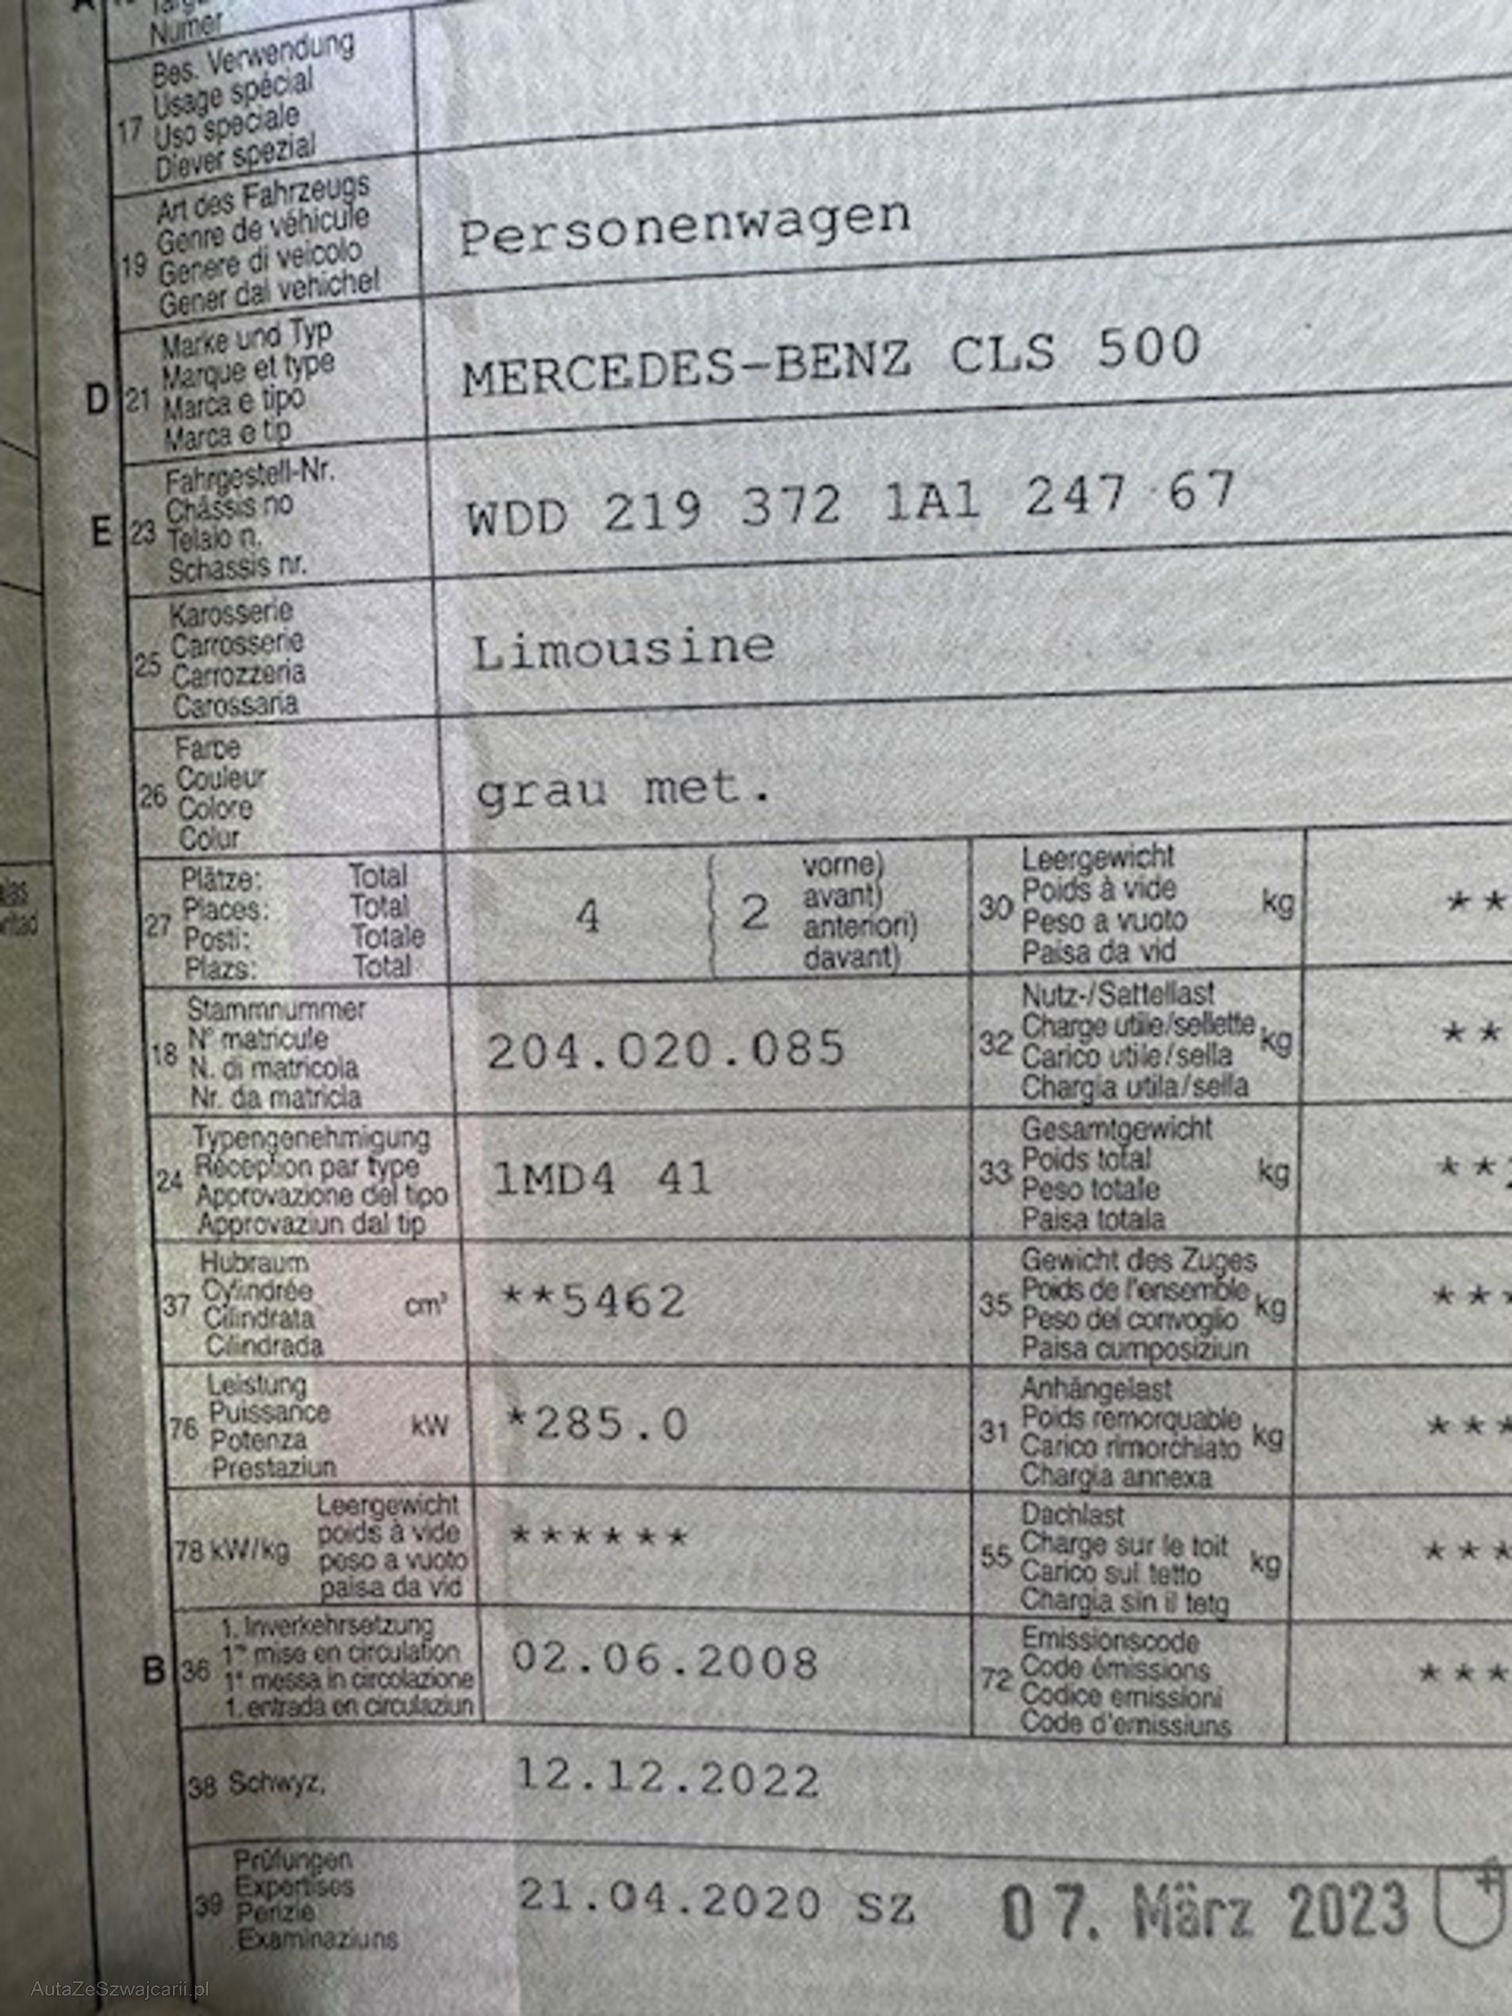 Numer
17 Bes. Verwendung
Usage spécial
Uso speciale
Diever spezial
19 Art des Fahrzeugs
Genre de véhicule
Genere di veicolo
Gener dal vehichel
Personenwagen
D 21 Marke und Typ
Marque et type
Marca e tipo
Marca e tip
MERCEDES-BENZ CLS 500
E 23 Fahrgestell-Nr.
Châssis no
Telaio n.
Schassis nr.
WDD 219 372 1A1 247 67
25 Karosserie
Carrosserie
Carrozzeria
Carossaria
Limousine
26 Farbe
Couleur
Colore
Colur
grau met.
27 Plätze: Total
Places: Total
Posti: Totale
Plazs: Total
4 2 vorne)
avant)
anteriori)
davant)
30 Leergewicht
Poids à vide kg
Peso a vuoto
Paisa da vid
**
18 Stammnummer
N° matricule
N. di matricola
Nr. da matricla
204.020.085
32 Nutz-/Sattellast
Charge utile/sellette kg
Carico utile/sella
Chargia utila/sella
**
24 Typengenehmigung
Réception par type
Approvazione del tipo
Approvaziun dal tip
1MD4 41
33 Gesamtgewicht
Poids total kg
Peso totale
Paisa totala
**
37 Hubraum
Cylindrée cm³
Cilindrata
Cilindrada
**5462
35 Gewicht des Zuges
Poids de l'ensemble kg
Peso del convoglio
Paisa cumposiziun
***
76 Leistung
Puissance kW
Potenza
Prestaziun
*285.0
31 Anhängelast
Poids remorquable kg
Carico rimorchiato
Chargia annexa
***
78 kW/kg Leergewicht
poids à vide
peso a vuoto
paisa da vid
******
55 Dachlast
Charge sur le toit kg
Carico sul tetto
Chargia sin il tetg
***
B 36 1. Inverkehrsetzung
1re mise en circulation
1a messa in circolazione
1. entrada en circulaziun
02.06.2008
72 Emissionscode
Code émissions
Codice emissioni
Code d'emissiuns
***
38 Schwyz, 12.12.2022
39 Prüfungen
Expertises
Perizie
Examinaziuns
21.04.2020 SZ 07. März 2023
AutaZeSzwajcarii.pl